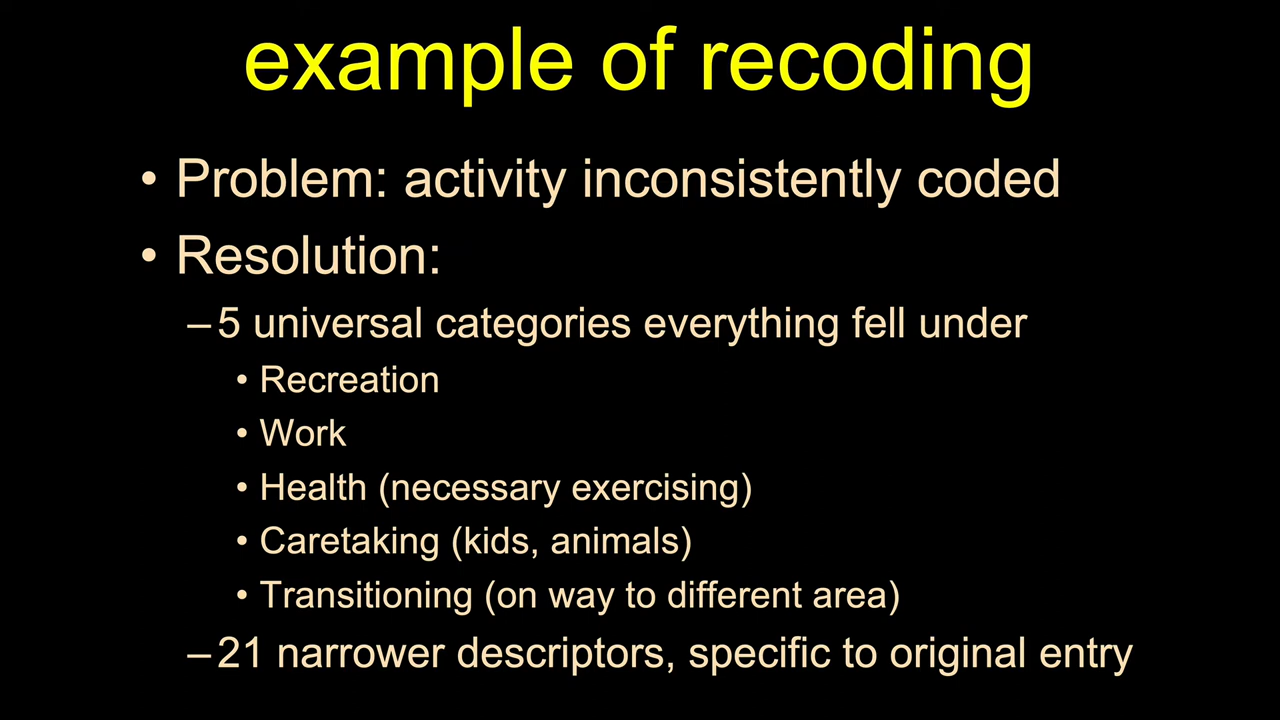 example of recoding
• Problem: activity inconsistently coded
• Resolution:
–5 universal categories everything fell under
• Recreation
• Work
• Health (necessary exercising)
• Caretaking (kids, animals)
• Transitioning (on way to different area)
–21 narrower descriptors, specific to original entry